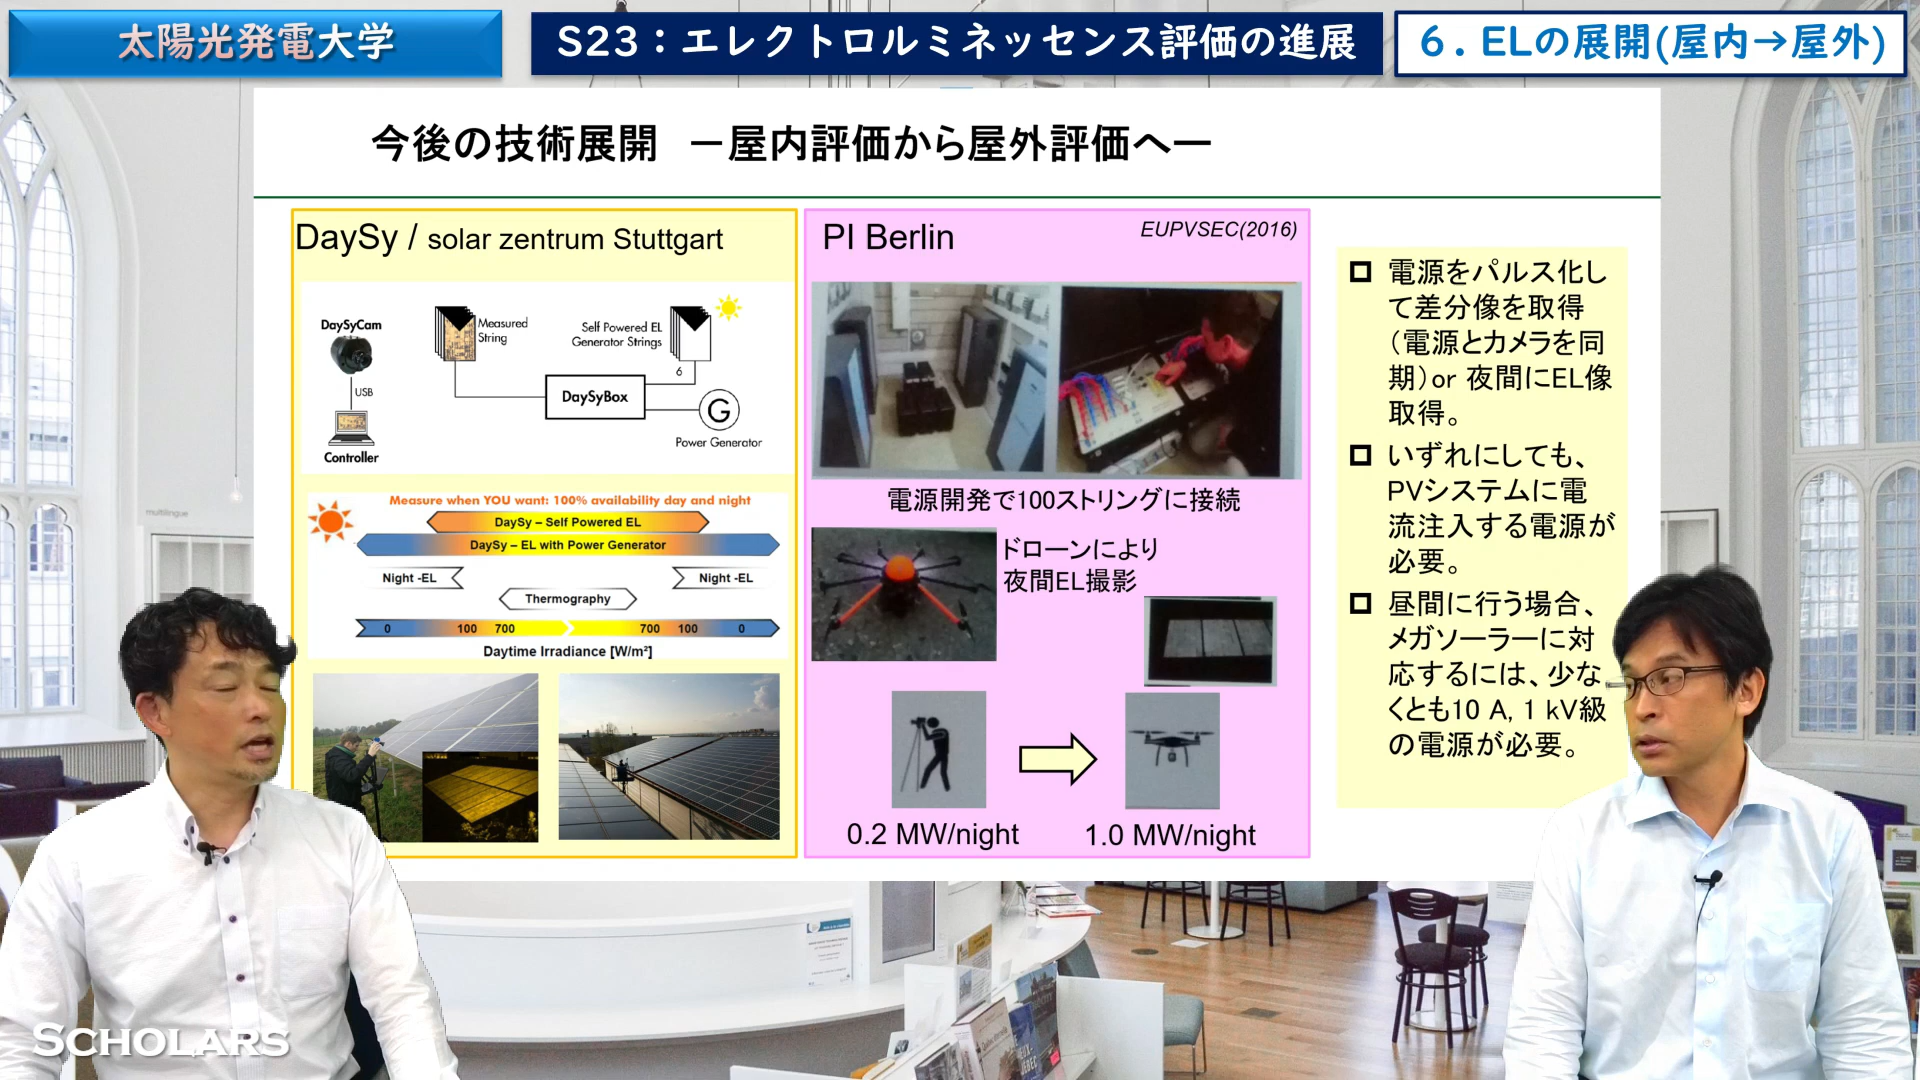 太陽光発電大学
S23：エレクトロルミネッセンス評価の進展
６．ELの展開(屋内→屋外)
今後の技術展開　－屋内評価から屋外評価へー
DaySy / solar zentrum Stuttgart
DaySyCam
USB
Controller
Measured
String
Self Powered EL
Generator Strings
6
DaySyBox
G
Power Generator
Measure when YOU want: 100% availability day and night
DaySy – Self Powered EL
DaySy – EL with Power Generator
Night -EL
Night -EL
Thermography
0 100 700 700 100 0
Daytime Irradiance [W/m²]
PI Berlin
EUPVSEC(2016)
電源開発で100ストリングに接続
ドローンにより
夜間EL撮影
0.2 MW/night
1.0 MW/night
電源をパルス化し
て差分像を取得
（電源とカメラを同
期）or 夜間にEL像
取得。
いずれにしても、
PVシステムに電
流注入する電源が
必要。
昼間に行う場合、
メガソーラーに対
応するには、少な
くとも10 A, 1 kV級
の電源が必要。
multilingue
SCHOLARS